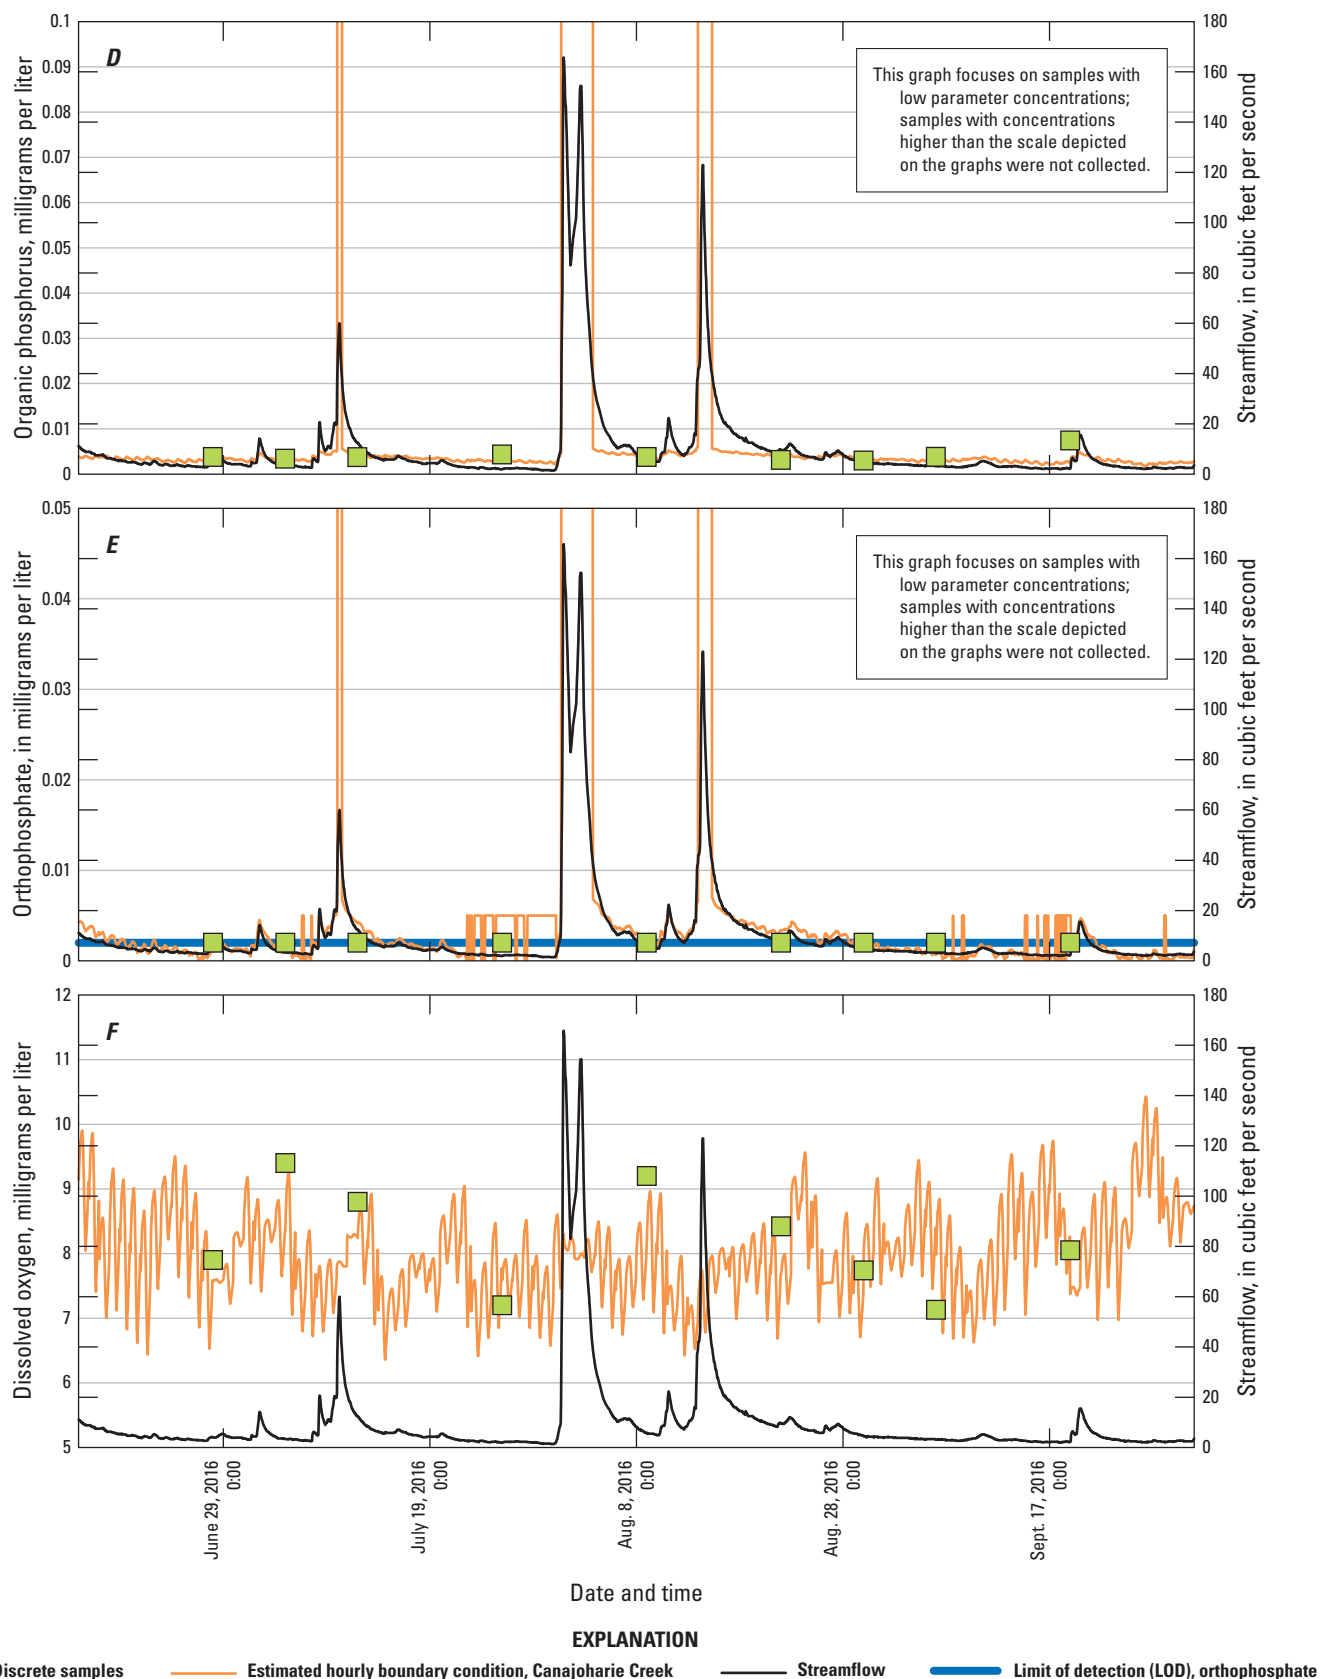 D
Organic phosphorus, milligrams per liter
0.1
0.09
0.08
0.07
0.06
0.05
0.04
0.03
0.02
0.01
0
This graph focuses on samples with
low parameter concentrations;
samples with concentrations
higher than the scale depicted
on the graphs were not collected.
180
160
140
120
100
80
60
40
20
0
Streamflow, in cubic feet per second
E
Orthophosphate, in milligrams per liter
0.05
0.04
0.03
0.02
0.01
0
This graph focuses on samples with
low parameter concentrations;
samples with concentrations
higher than the scale depicted
on the graphs were not collected.
180
160
140
120
100
80
60
40
20
0
Streamflow, in cubic feet per second
F
Dissolved oxygen, milligrams per liter
12
11
10
9
8
7
6
5
180
160
140
120
100
80
60
40
20
0
Streamflow, in cubic feet per second
June 29, 2016
0:00
July 19, 2016
0:00
Aug. 8, 2016
0:00
Aug. 28, 2016
0:00
Sept. 17, 2016
0:00
Date and time
EXPLANATION
samples Estimated hourly boundary condition, Canajoharie Creek Streamflow Limit of detection (LOD), orthophosphate